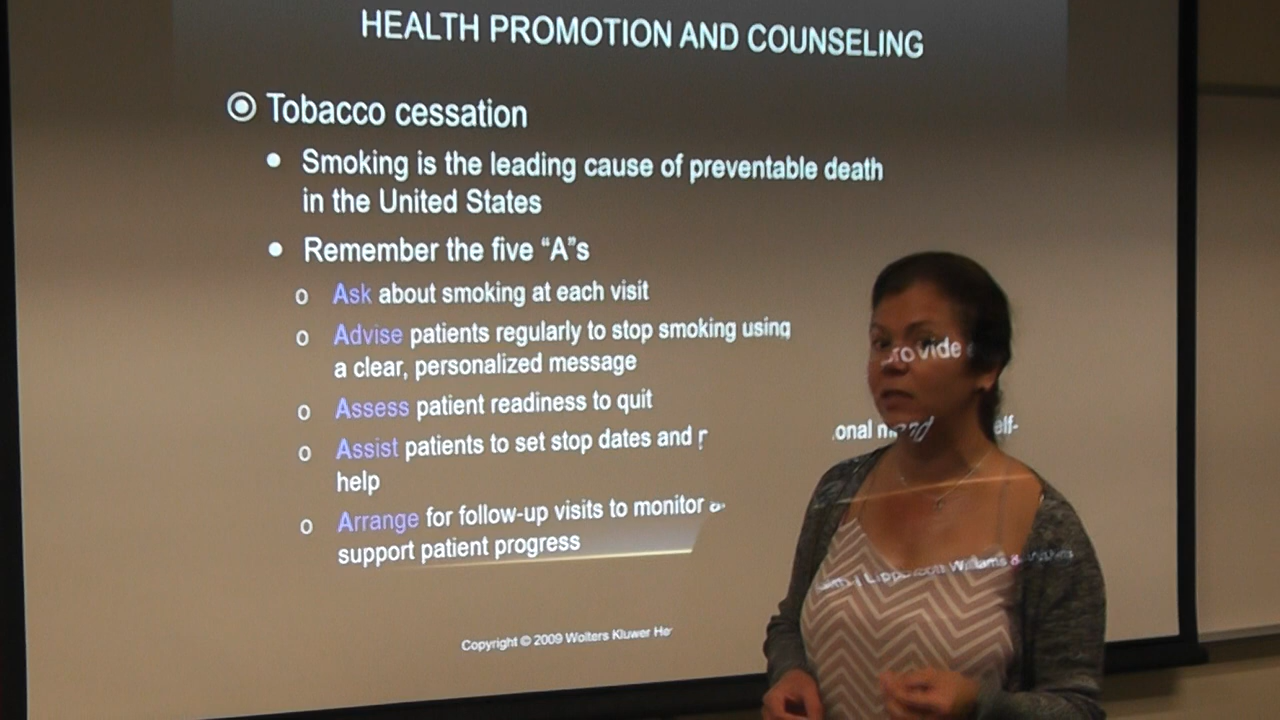 HEALTH PROMOTION AND COUNSELING
Tobacco cessation
Smoking is the leading cause of preventable death
in the United States
Remember the five “A”s
Ask about smoking at each visit
Advise patients regularly to stop smoking using
a clear, personalized message
Assess patient readiness to quit
Assist patients to set stop dates and
help
Arrange for follow-up visits to monitor
support patient progress
Copyright © 2009 Wolters Kluwer
Williams &